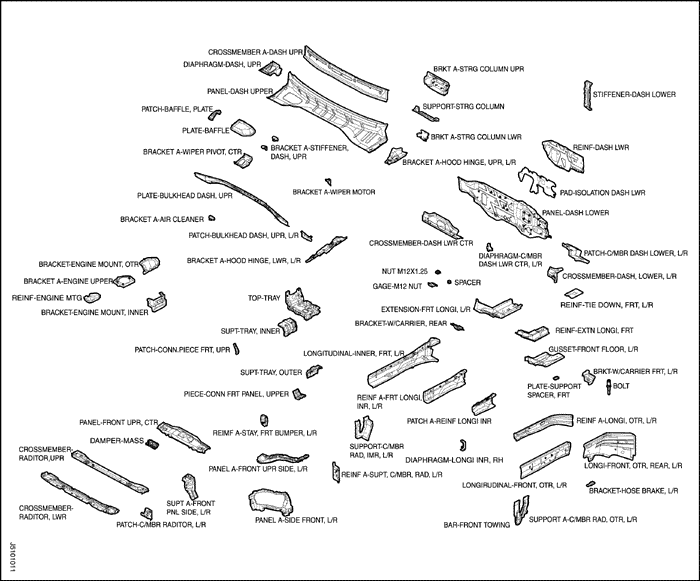 CROSSMEMBER A-DASH UPR
DIAPHRAGM-DASH, UPR
BRKT A-STRG COLUMN UPR
PANEL-DASH UPPER
STIFFENER-DASH LOWER
PATCH-BAFFLE, PLATE
SUPPORT-STRG COLUMN
PLATE-BAFFLE
BRKT A-STRG COLUMN LWR
BRACKET A-WIPER PIVOT, CTR
BRACKET A-STIFFENER,
DASH, UPR
REINF-DASH LWR
BRACKET A-HOOD HINGE, UPR, L/R
PLATE-BULKHEAD DASH, UPR
BRACKET A-WIPER MOTOR
PAD-ISOLATION DASH LWR
PANEL-DASH LOWER
BRACKET A-AIR CLEANER
PATCH-BULKHEAD DASH, UPR, L/R
CROSSMEMBER-DASH LWR CTR
DIAPHRAGM-C/MBR
DASH LWR CTR, L/R
PATCH-C/MBR DASH LOWER, L/R
BRACKET-ENGINE MOUNT, OTR
BRACKET A-HOOD HINGE, LWR, L/R
NUT M12X1.25
CROSSMEMBER-DASH, LOWER, L/R
BRACKET A-ENGINE UPPER
GAGE-M12 NUT
SPACER
REINF-ENGINE MTG
TOP-TRAY
REINF-TIE DOWN, FRT, L/R
BRACKET-ENGINE MOUNT, INNER
EXTENSION-FRT LONGI, L/R
SUPT-TRAY, INNER
BRACKET-W/CARRIER, REAR
REINF-EXTN LONGI, FRT
PATCH-CONN.PIECE FRT, UPR
LONGITUDINAL-INNER, FRT, L/R
GUSSET-FRONT FLOOR, L/R
SUPT-TRAY, OUTER
BRKT-W/CARRIER FRT, L/R
PLATE-SUPPORT
SPACER, FRT
BOLT
PIECE-CONN FRT PANEL, UPPER
REINF A-FRT LONGI,
INR, L/R
PATCH A-REINF LONGI INR
PANEL-FRONT UPR, CTR
REIMF A-STAY, FRT BUMPER, L/R
REINF A-LONGI, OTR, L/R
DAMPER-MASS
SUPPORT-C/MBR
RAD, IMR, L/R
CROSSMEMBER-
RADITOR,UPR
PANEL A-FRONT UPR SIDE, L/R
DIAPHRAGM-LONGI INR, RH
LONGI-FRONT, OTR, REAR, L/R
REINF A-SUPT, C/MBR, RAD, L/R
LONGIRUDINAL-FRONT, OTR, L/R
BRACKET-HOSE BRAKE, L/R
CROSSMEMBER-
RADITOR, LWR
SUPT A-FRONT
PNL SIDE, L/R
PATCH-C/MBR RADITOR, L/R
PANEL A-SIDE FRONT, L/R
BAR-FRONT TOWING
SUPPORT A-C/MBR RAD, OTR, L/R
JS101011